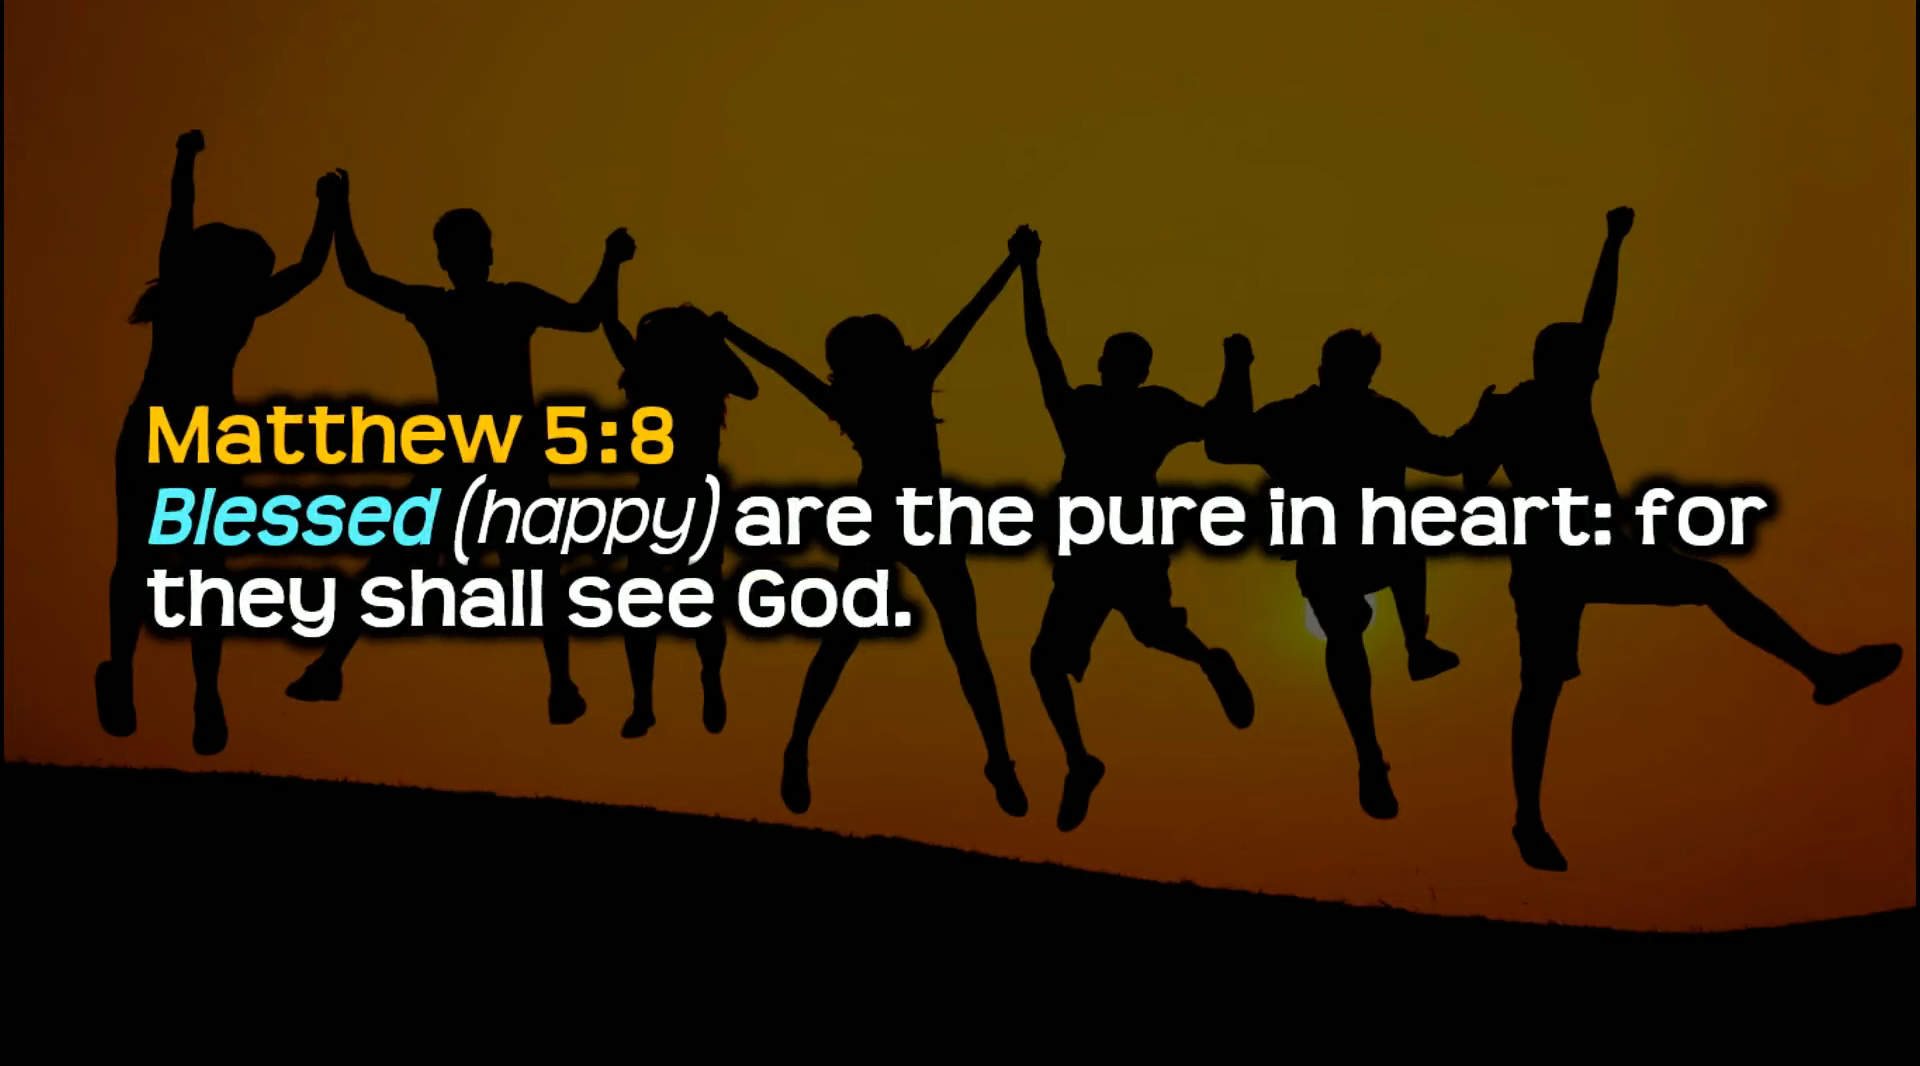 Matthew 5:8
Blessed (happy) are the pure in heart: for
they shall see God.